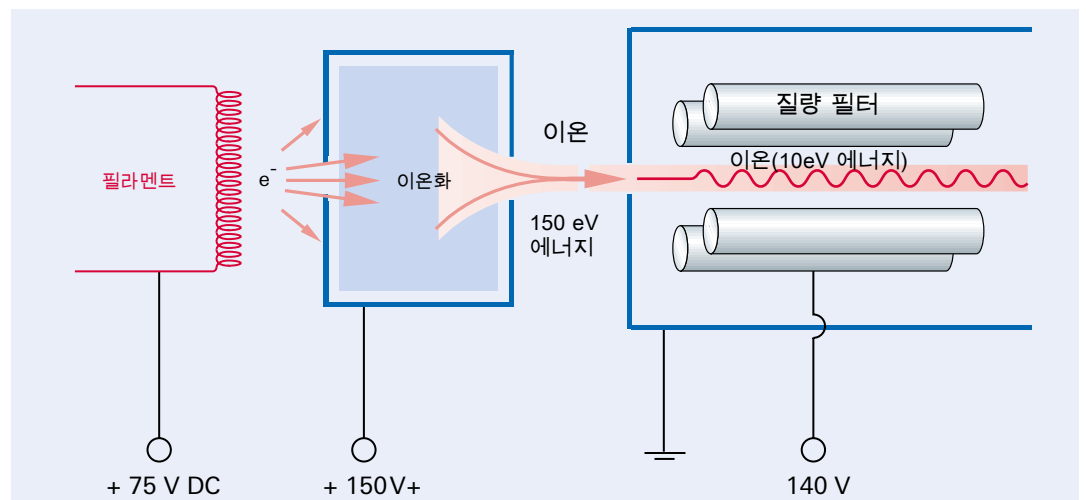 질량 필터
이온
이온(10eV 에너지)
필라멘트
e-
이온화
150 eV
에너지
+ 75 V DC
+ 150V+
140 V